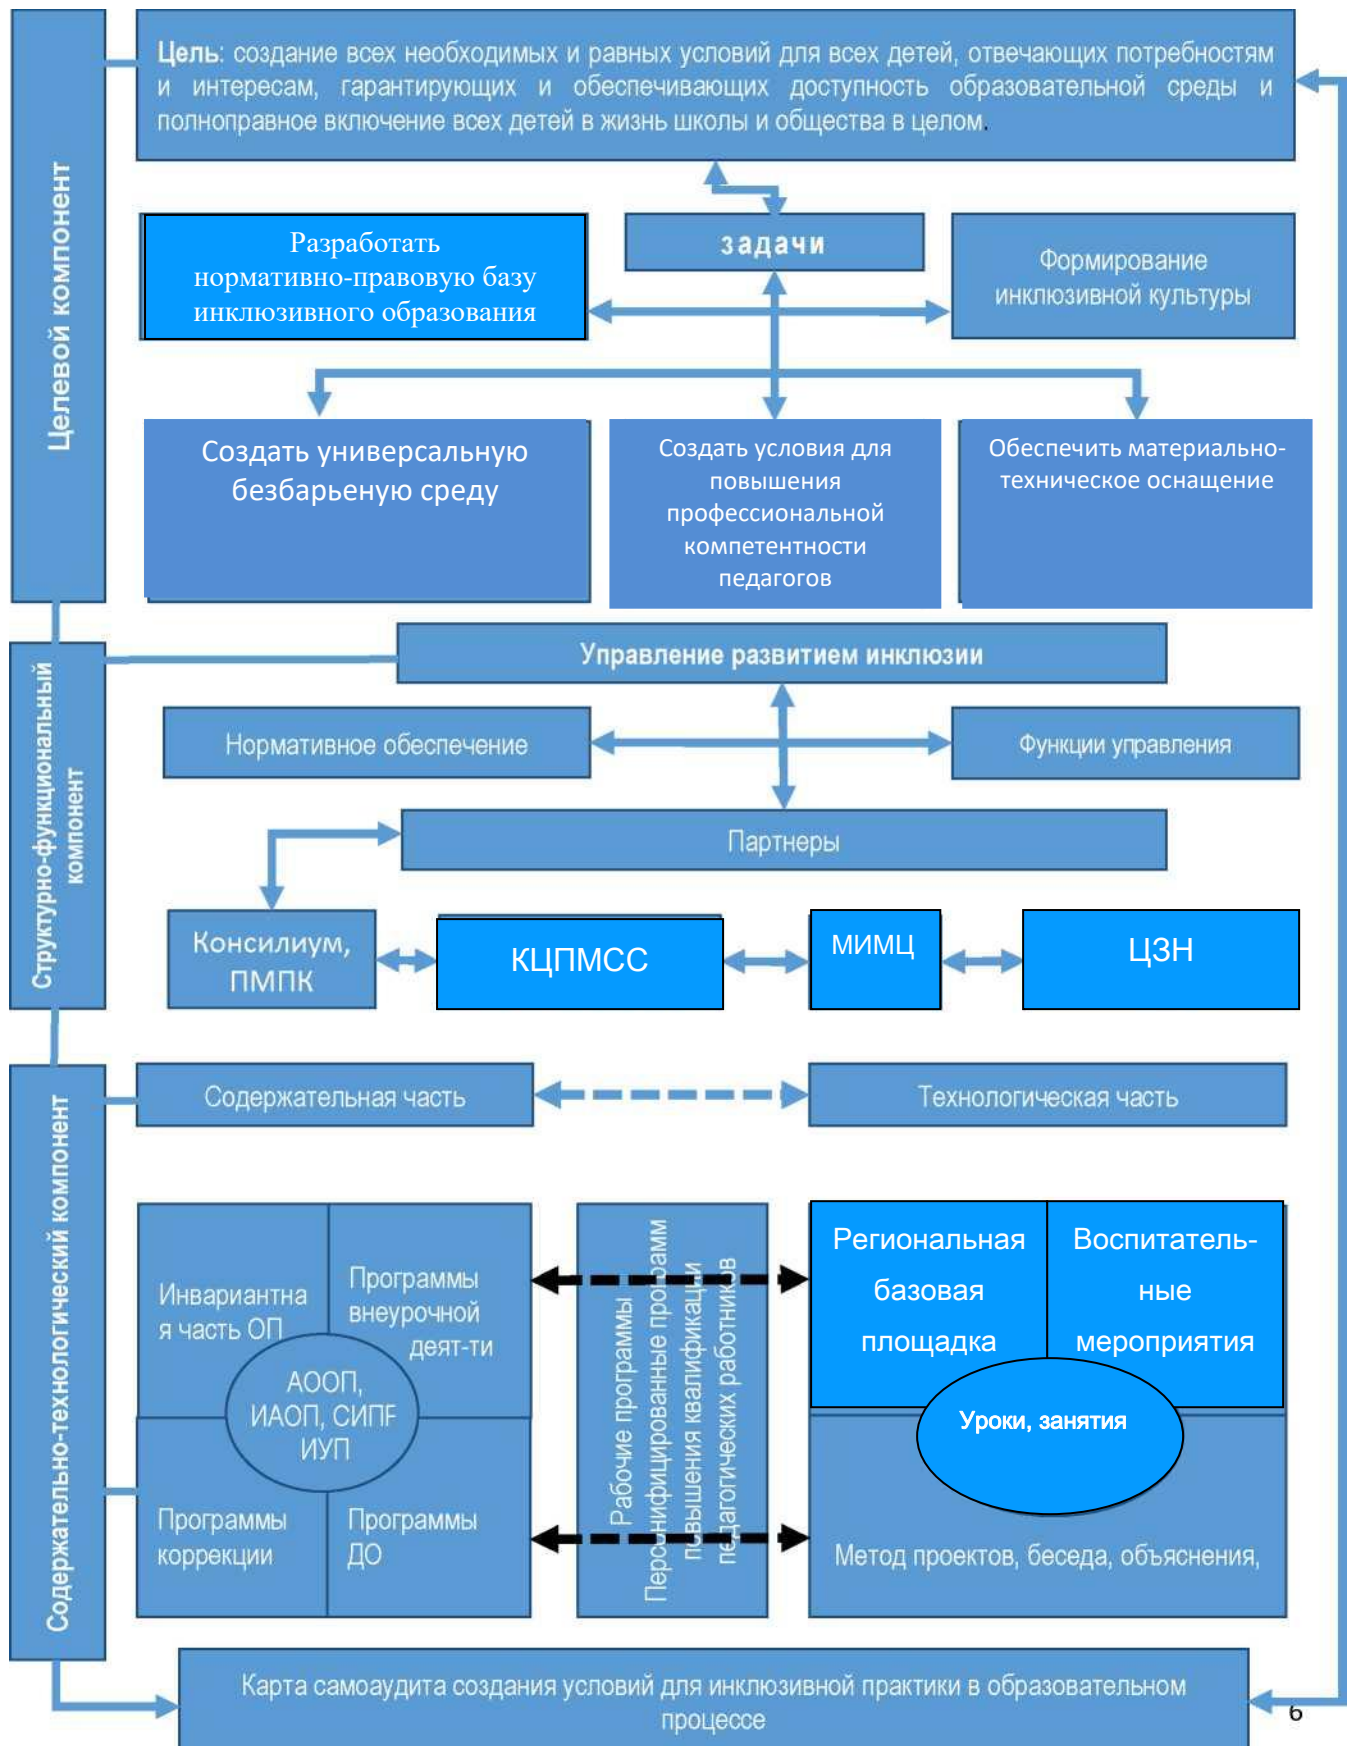 Целевой компонент
Цель: создание всех необходимых и равных условий для всех детей, отвечающих потребностям
и интересам, гарантирующих и обеспечивающих доступность образовательной среды и
полноправное включение всех детей в жизнь школы и общества в целом.
задачи
Разработать
нормативно-правовую базу
инклюзивного образования
Формирование
инклюзивной культуры
Создать универсальную
безбарьеную среду
Создать условия для
повышения
профессиональной
компетентности
педагогов
Обеспечить материально-
техническое оснащение
Структурно-функциональный
компонент
Управление развитием инклюзии
Нормативное обеспечение
Функции управления
Партнеры
Консилиум,
ПМПК
КЦПМСС
МИМЦ
ЦЗН
Содержательно-технологический компонент
Содержательная часть
Технологическая часть
Инвариантна
я часть ОП
Программы
внеурочной
деят-ти
АООП,
ИАОП, СИПР
ИУП
Программы
коррекции
Программы
ДО
Рабочие программы
Персонифицированные программ
повышения квалификаци
педагогических работников
Региональная
базовая
площадка
Воспитатель-
ные
мероприятия
Уроки, занятия
Метод проектов, беседа, объяснения,
Карта самоаудита создания условий для инклюзивной практики в образовательном
процессе
6